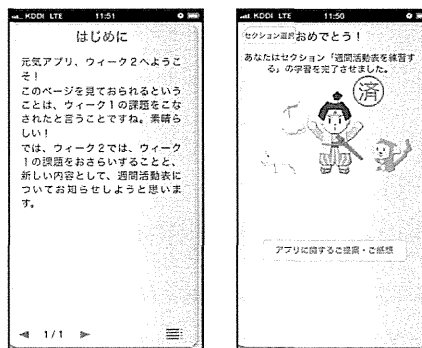 KDDI LTE 11:51
はじめに
元気アプリ、ウィーク2へようこ
そ！
このページを見ておられるという
ことは、ウィーク1の課題をこな
されたと言うことですね。素晴ら
しい！
では、ウィーク2では、ウィーク
1の課題をおさらいすることと、
新しい内容として、週間活動表に
ついてお知らせしようと思いま
す。
1/1
KDDI LTE 11:50
セクション選択 おめでとう！
あなたはセクション「週間活動表を練習す
る」の学習を完了させました。
済
アプリに関するご提案・ご感想